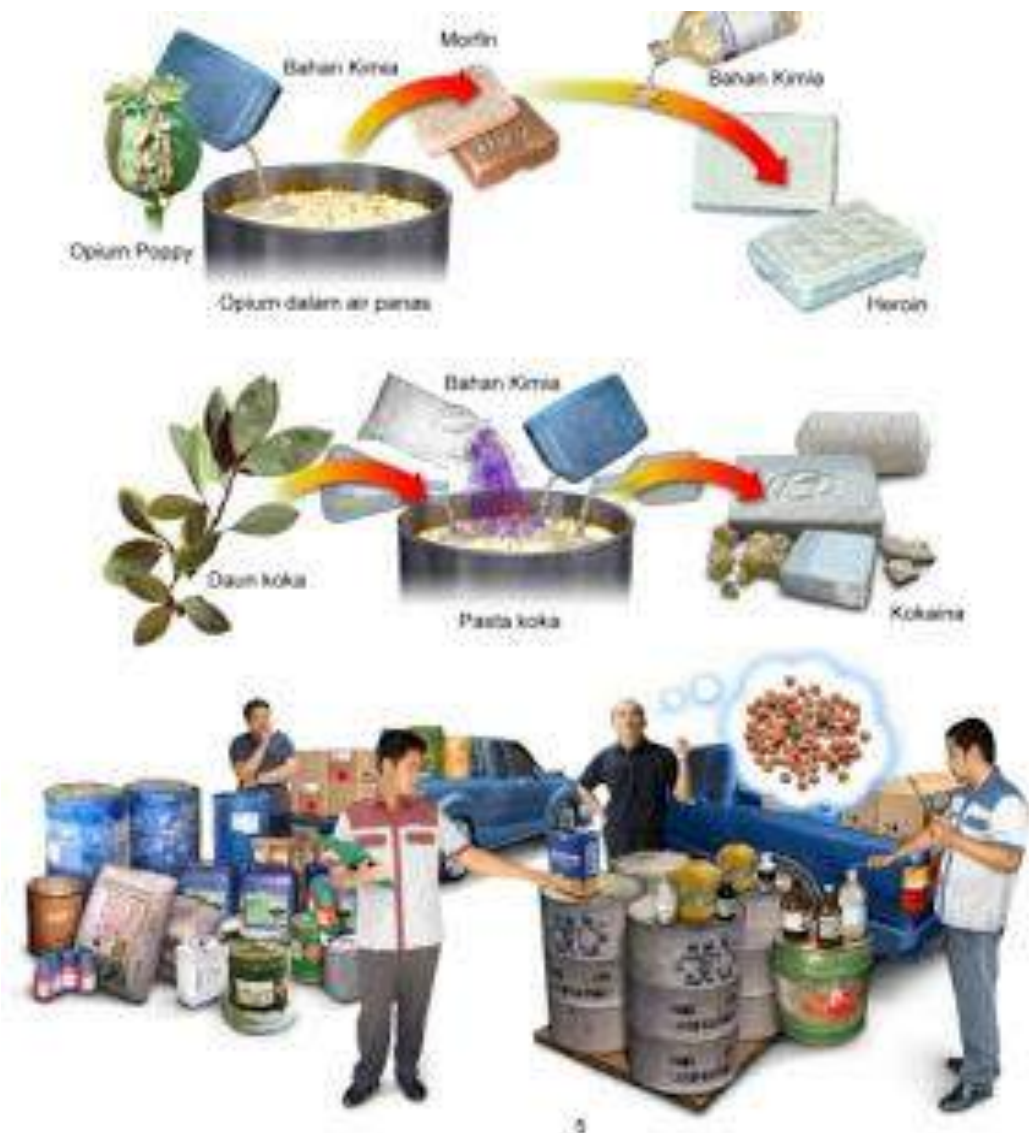 Morfin
Bahan Kimia
Bahan Kimia
Opium Poppy
Opium dalam air panas
Heroin
Bahan Kimia
Daun koka
Pasta koka
Kokaina
5